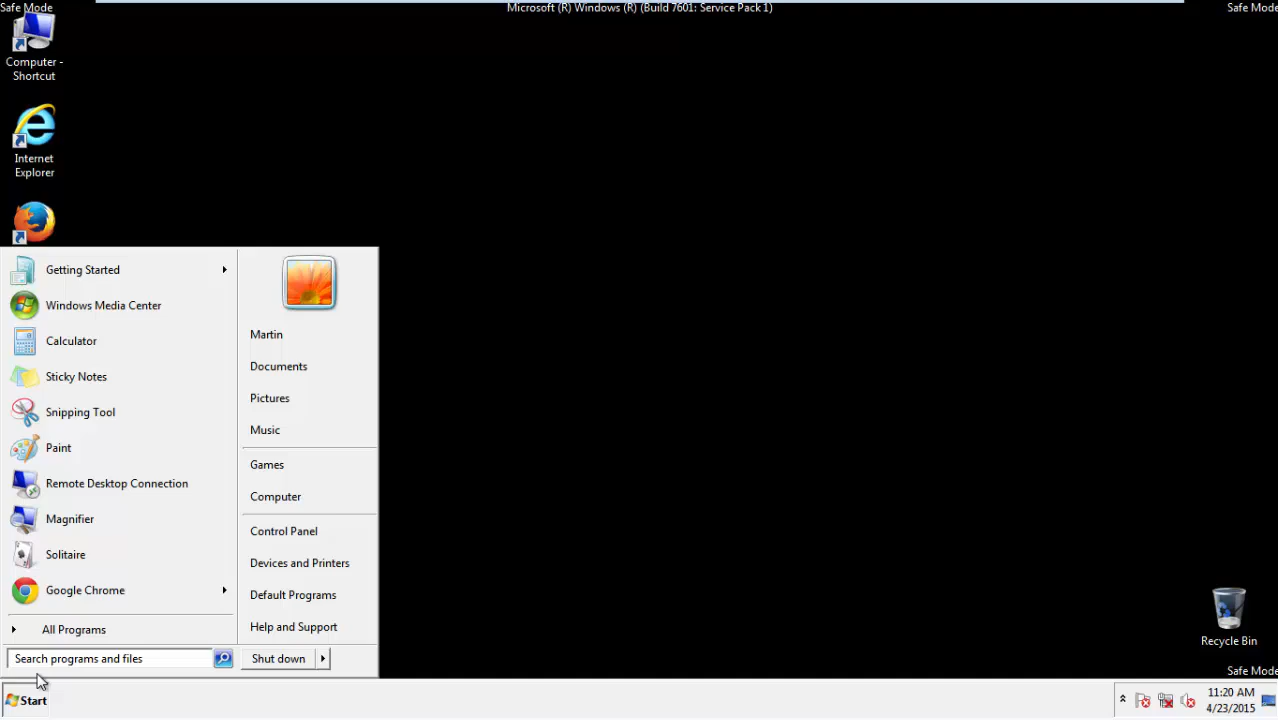 Safe Mode
Microsoft (R) Windows (R) (Build 7601: Service Pack 1)
Safe Mode
Computer -
Shortcut
Internet
Explorer
Getting Started
Windows Media Center
Calculator
Sticky Notes
Snipping Tool
Paint
Remote Desktop Connection
Magnifier
Solitaire
Google Chrome
All Programs
Search programs and files
Martin
Documents
Pictures
Music
Games
Computer
Control Panel
Devices and Printers
Default Programs
Help and Support
Shut down
Recycle Bin
Safe Mode
Start
11:20 AM
4/23/2015